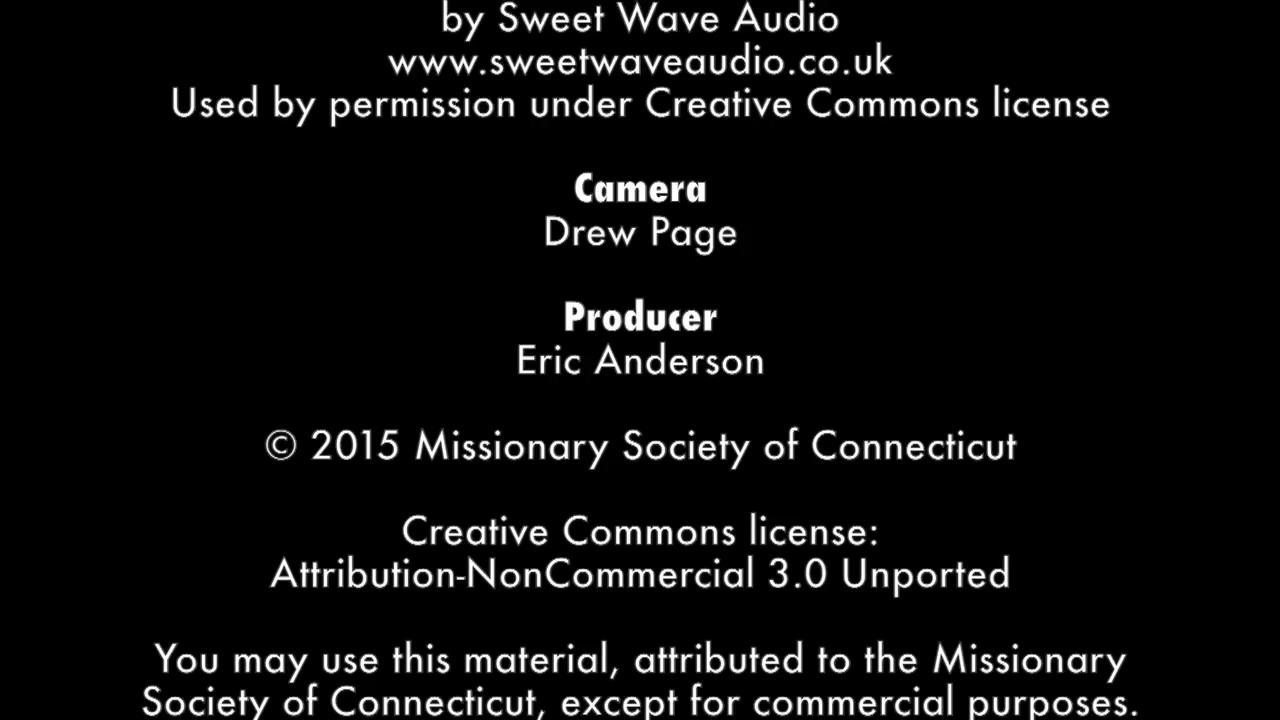 by Sweet Wave Audio
www.sweetwaveaudio.co.uk
Used by permission under Creative Commons license
Camera
Drew Page
Producer
Eric Anderson
© 2015 Missionary Society of Connecticut
Creative Commons license:
Attribution-NonCommercial 3.0 Unported
You may use this material, attributed to the Missionary
Society of Connecticut, except for commercial purposes.